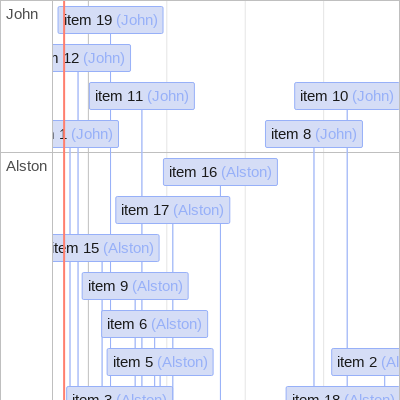 John
item 19 (John)
12 (John)
item 11 (John)
item 10 (John)
1 (John)
item 8 (John)
Alston
item 16 (Alston)
item 17 (Alston)
item 15 (Alston)
item 9 (Alston)
item 6 (Alston)
item 5 (Alston)
item 2 (Al
item 3 (Alston)
item 18 (Alston)